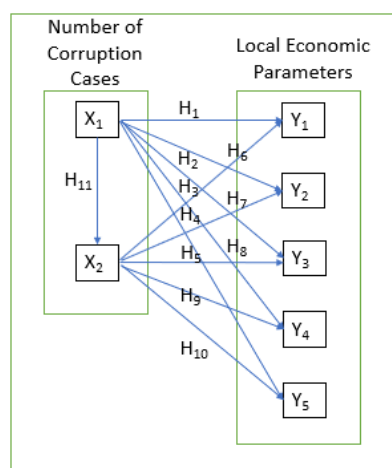 Number of
Corruption
Cases
Local Economic
Parameters
X₁
H₁
Y₁
H₂
H₆
H₁₁
H₃
H₇
Y₂
H₄
X₂
H₅
H₈
Y₃
H₉
Y₄
H₁₀
Y₅